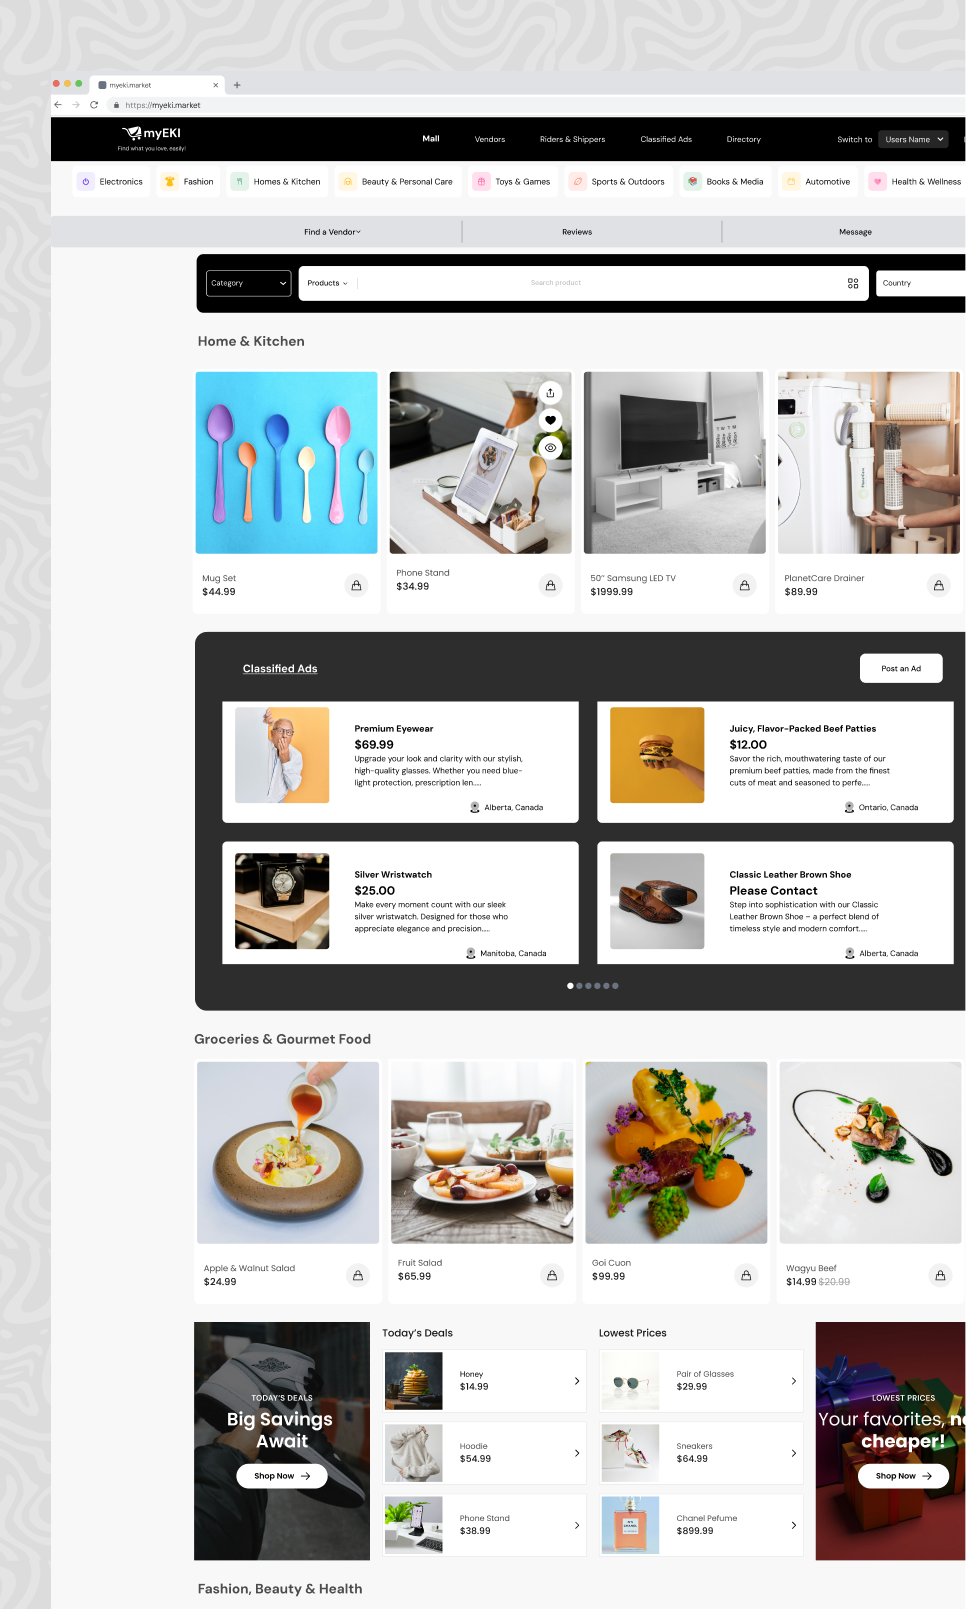 myeki.market
https://myeki.market
myEKI
Find what you love, easily!
Mall
Vendors
Riders & Shippers
Classified Ads
Directory
Switch to
Users Name
Electronics
Fashion
Homes & Kitchen
Beauty & Personal Care
Toys & Games
Sports & Outdoors
Books & Media
Automotive
Health & Wellness
Find a Vendor
Reviews
Message
Category
Products
Search product
Country
Home & Kitchen
Mug Set
$44.99
Phone Stand
$34.99
50" Samsung LED TV
$1999.99
PlanetCare Drainer
$89.99
Classified Ads
Post an Ad
Premium Eyewear
$69.99
Upgrade your look and clarity with our stylish,
high-quality glasses. Whether you need blue-
light protection, prescription len.....
Alberta, Canada
Juicy, Flavor-Packed Beef Patties
$12.00
Savor the rich, mouthwatering taste of our
premium beef patties, made from the finest
cuts of meat and seasoned to perfe.....
Ontario, Canada
Silver Wristwatch
$25.00
Make every moment count with our sleek
silver wristwatch. Designed for those who
appreciate elegance and precision.....
Manitoba, Canada
Classic Leather Brown Shoe
Please Contact
Step into sophistication with our Classic
Leather Brown Shoe – a perfect blend of
timeless style and modern comfort.....
Alberta, Canada
Groceries & Gourmet Food
Apple & Walnut Salad
$24.99
Fruit Salad
$65.99
Goi Cuon
$99.99
Wagyu Beef
$14.99 $20.99
TODAY'S DEALS
Big Savings
Await
Shop Now
Today's Deals
Honey
$14.99
Hoodie
$54.99
Phone Stand
$38.99
Lowest Prices
Pair of Glasses
$29.99
Sneakers
$64.99
CHANEL
Chanel Pefume
$899.99
LOWEST PRICES
Your favorites,
cheaper!
Shop Now
Fashion, Beauty & Health